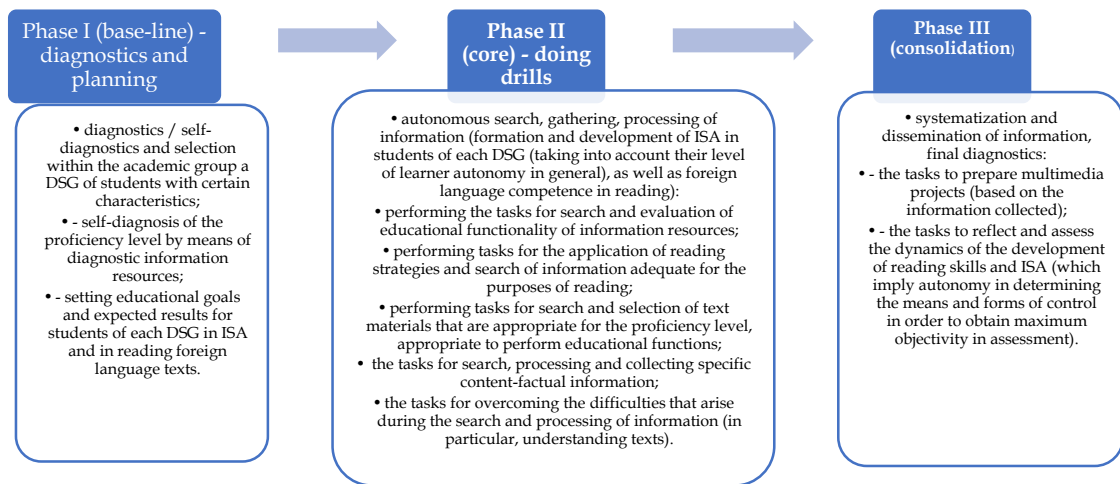 Phase I (base-line) -
diagnostics and
planning
• diagnostics / self-
diagnostics and selection
within the academic group a
DSG of students with certain
characteristics;
• - self-diagnosis of the
proficiency level by means of
diagnostic information
resources;
• - setting educational goals
and expected results for
students of each DSG in ISA
and in reading foreign
language texts.
Phase II
(core) - doing
drills
• autonomous search, gathering, processing of
information (formation and development of ISA in
students of each DSG (taking into account their level
of learner autonomy in general), as well as foreign
language competence in reading):
• performing the tasks for search and evaluation of
educational functionality of information resources;
• performing tasks for the application of reading
strategies and search of information adequate for the
purposes of reading;
• performing tasks for search and selection of text
materials that are appropriate for the proficiency level,
appropriate to perform educational functions;
• the tasks for search, processing and collecting specific
content-factual information;
• the tasks for overcoming the difficulties that arise
during the search and processing of information (in
particular, understanding texts).
Phase III
(consolidation)
• systematization and
dissemination of information,
final diagnostics:
• - the tasks to prepare multimedia
projects (based on the
information collected);
• - the tasks to reflect and assess
the dynamics of the development
of reading skills and ISA (which
imply autonomy in determining
the means and forms of control
in order to obtain maximum
objectivity in assessment).